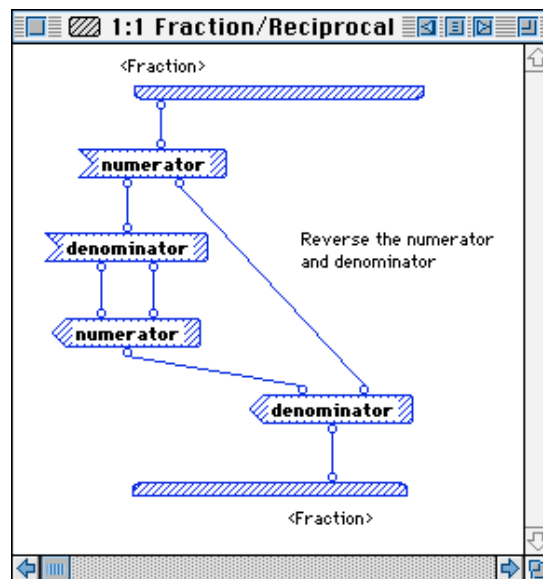 1:1 Fraction/Reciprocal
<Fraction>
numerator
denominator
Reverse the numerator
and denominator
numerator
denominator
<Fraction>